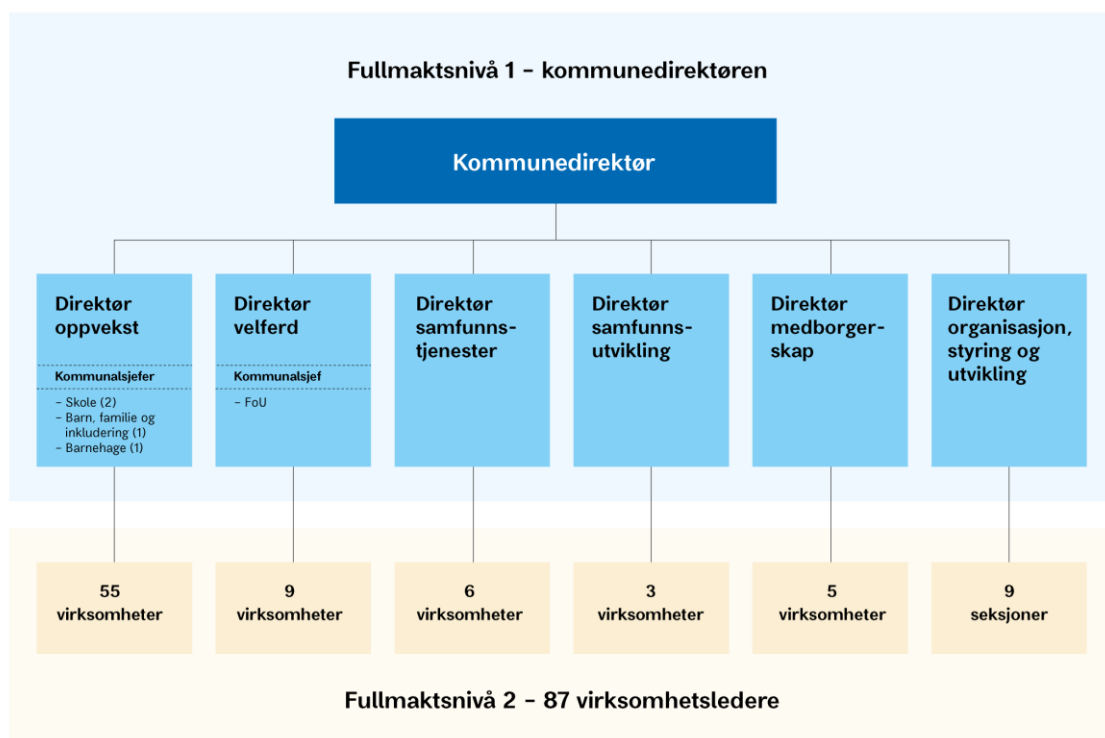 Fullmaktsnivå 1 – kommunedirektøren
Kommunedirektør
Direktør
oppvekst
Kommunalsjefer
– Skole (2)
– Barn, familie og
inkludering (1)
– Barnehage (1)
Direktør
velferd
Kommunalsjef
– FoU
Direktør
samfunns-
tjenester
Direktør
samfunns-
utvikling
Direktør
medborger-
skap
Direktør
organisasjon,
styring og
utvikling
55
virksomheter
9
virksomheter
6
virksomheter
3
virksomheter
5
virksomheter
9
seksjoner
Fullmaktsnivå 2 – 87 virksomhetsledere